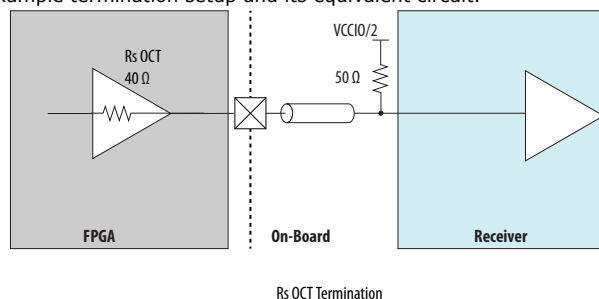 xample termination setup and its equivalent circuit.
VCCIO/2
Rs OCT
40 Ω
50 Ω
FPGA
On-Board
Receiver
Rs OCT Termination